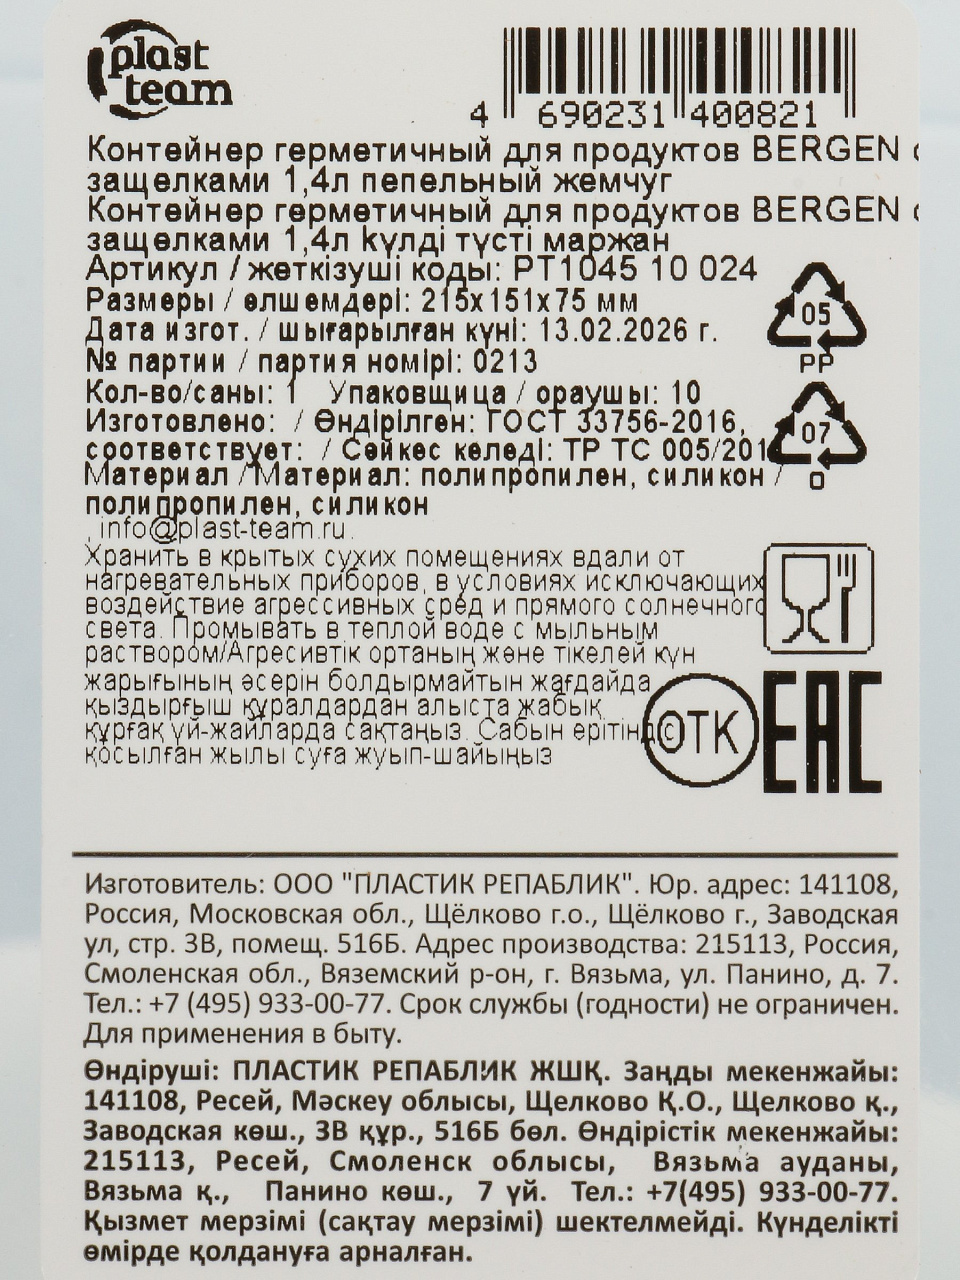 plast team
4 690231 400821
Контейнер герметичный для продуктов BERGEN с
защелками 1,4л пепельный жемчуг
Контейнер герметичный для продуктов BERGEN с
защелками 1,4л күлді түсті маржан
Артикул / жеткізуші коды: PT1045 10 024
Размеры / өлшемдері: 215x151x75 мм
Дата изгот. / шығарылған күні: 13.02.2026 г.
№ партии / партия номірі: 0213
Кол-во/саны: 1 Упаковщица / ораушы: 10
Изготовлено: / Өндірілген: ГОСТ 33756-2016,
соответствует: / Сәйкес келеді: ТР ТС 005/201
Материал / Материал: полипропилен, силикон /
полипропилен, силикон
, info@plast-team.ru.
05
PP
07
O
Хранить в крытых сухих помещениях вдали от
нагревательных приборов, в условиях исключающих
воздействие агрессивных сред и прямого солнечного
света. Промывать в теплой воде с мыльным
раствором/Агресивтік ортаның және тікелей күн
жарығының әсерін болдырмайтын жағдайда
қыздырғыш құралдардан алыста жабық
құрғақ үй-жайларда сақтаңыз. Сабын ерітінд
қосылған жылы суға жуып-шайыңыз
ОТК
EAC
Изготовитель: ООО "ПЛАСТИК РЕПАБЛИК". Юр. адрес: 141108,
Россия, Московская обл., Щёлково г.о., Щёлково г., Заводская
ул, стр. 3В, помещ. 516Б. Адрес производства: 215113, Россия,
Смоленская обл., Вяземский р-он, г. Вязьма, ул. Панино, д. 7.
Тел.: +7 (495) 933-00-77. Срок службы (годности) не ограничен.
Для применения в быту.
Өндіруші: ПЛАСТИК РЕПАБЛИК ЖШҚ. Заңды мекенжайы:
141108, Ресей, Мәскеу облысы, Щелково Қ.О., Щелково қ.,
Заводская көш., 3В құр., 516Б бөл. Өндірістік мекенжайы:
215113, Ресей, Смоленск облысы, Вязьма ауданы,
Вязьма қ., Панино көш., 7 үй. Тел.: +7(495) 933-00-77.
Қызмет мерзімі (сақтау мерзімі) шектелмейді. Күнделікті
өмірде қолдануға арналған.